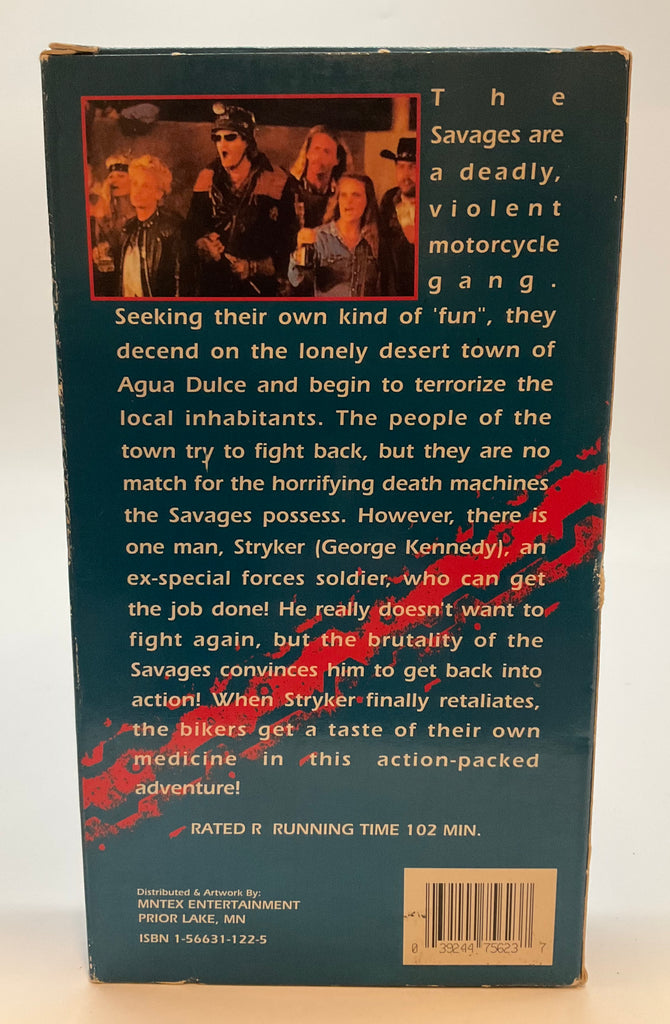 The
Savages are
a deadly,
violent
motorcycle
gang.
Seeking their own kind of 'fun", they
decend on the lonely desert town of
Agua Dulce and begin to terrorize the
local inhabitants. The people of the
town try to fight back, but they are no
match for the horrifying death machines
the Savages possess. However, there is
one man, Stryker (George Kennedy), an
ex-special forces soldier, who can get
the job done! He really doesn't want to
fight again, but the brutality of the
Savages convinces him to get back into
action! When Stryker finally retaliates,
the bikers get a taste of their own
medicine in this action-packed
adventure!
RATED R RUNNING TIME 102 MIN.
Distributed & Artwork By:
MNTEX ENTERTAINMENT
PRIOR LAKE, MN
ISBN 1-56631-122-5
0 39244 75623 7